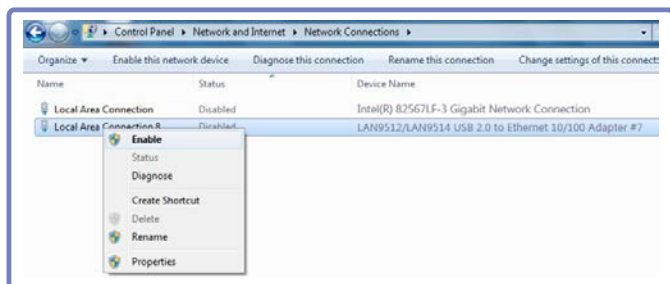 Control Panel ▸ Network and Internet ▸ Network Connections ▸
Organize ▾ Enable this network device Diagnose this connection Rename this connection Change settings of this connect
Name Status Device Name
Local Area Connection Disabled Intel(R) 82567LF-3 Gigabit Network Connection
Local Area Connection 8 Disabled LAN9512/LAN9514 USB 2.0 to Ethernet 10/100 Adapter #7
Enable
Status
Diagnose
Create Shortcut
Delete
Rename
Properties